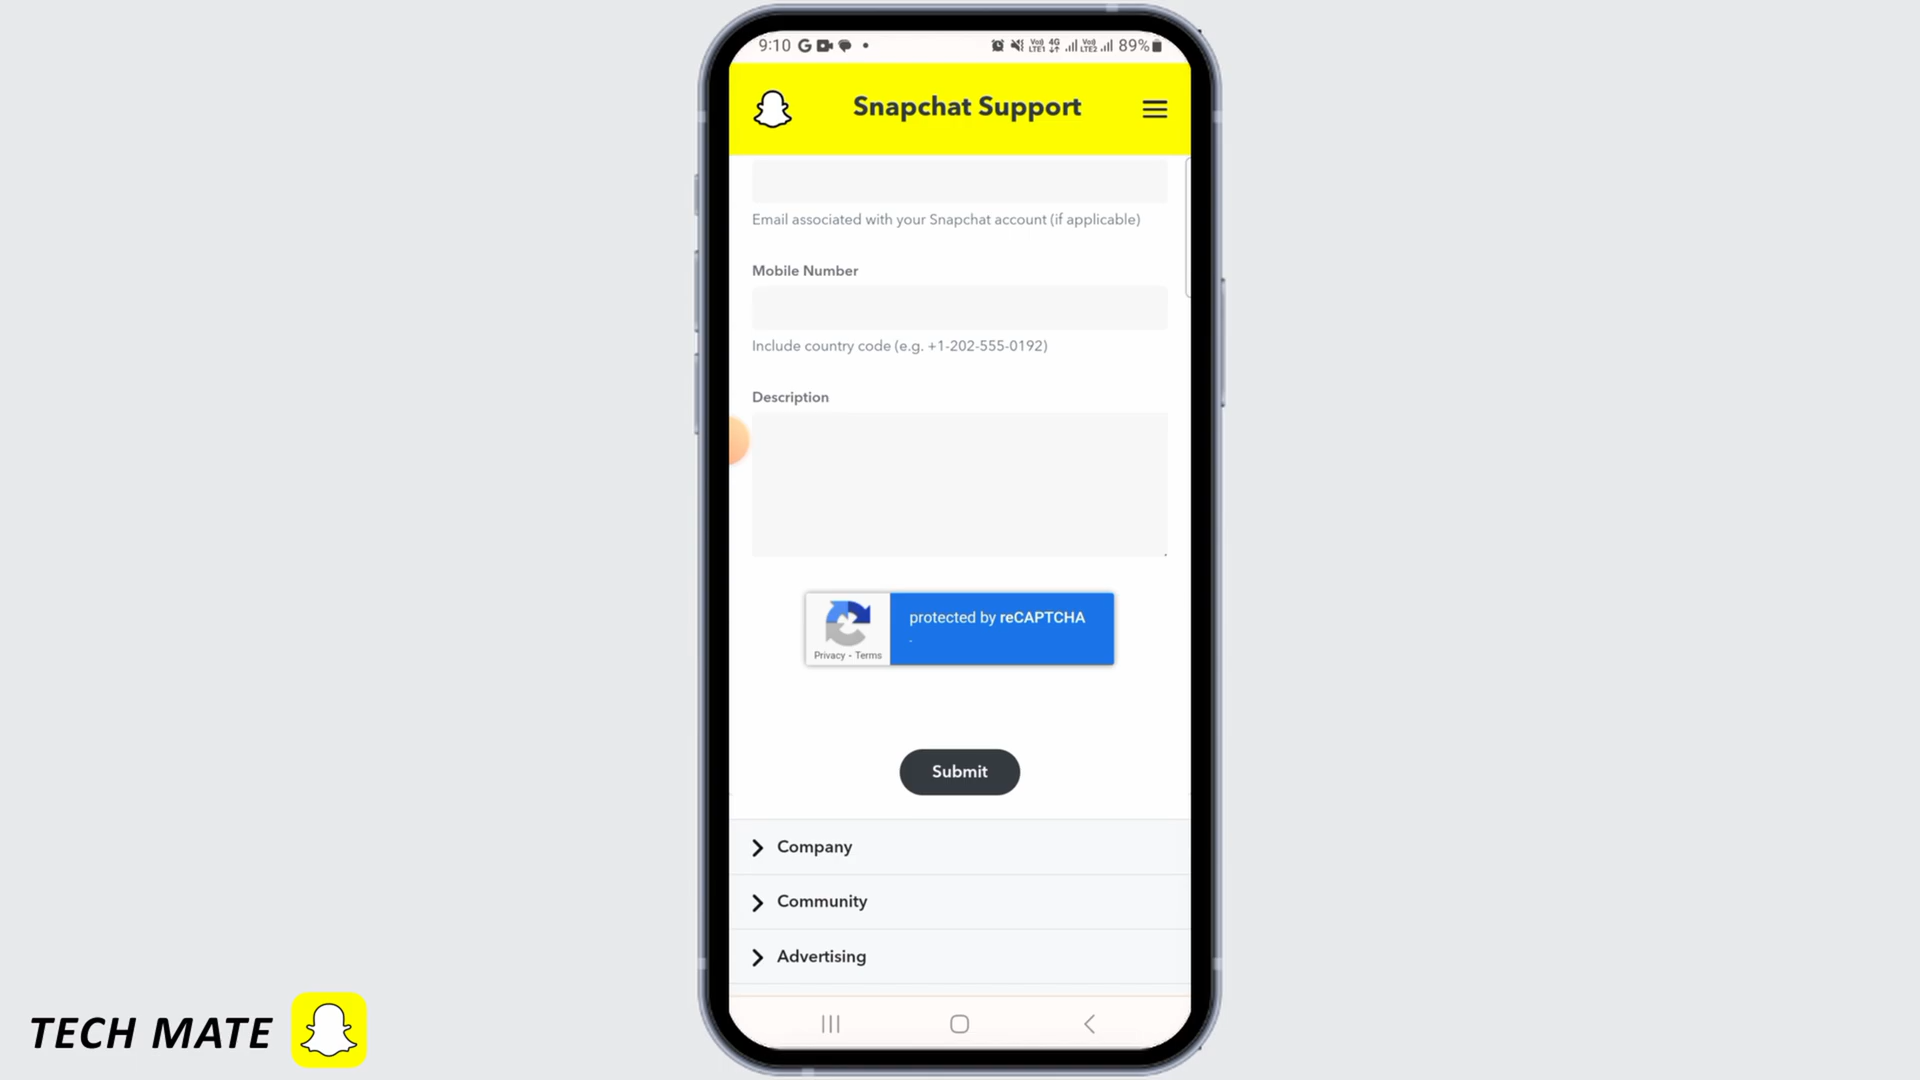 9:10
89%
Snapchat Support
Email associated with your Snapchat account (if applicable)
Mobile Number
Include country code (e.g. +1-202-555-0192)
Description
protected by reCAPTCHA
Privacy - Terms
Submit
Company
Community
Advertising
TECH MATE